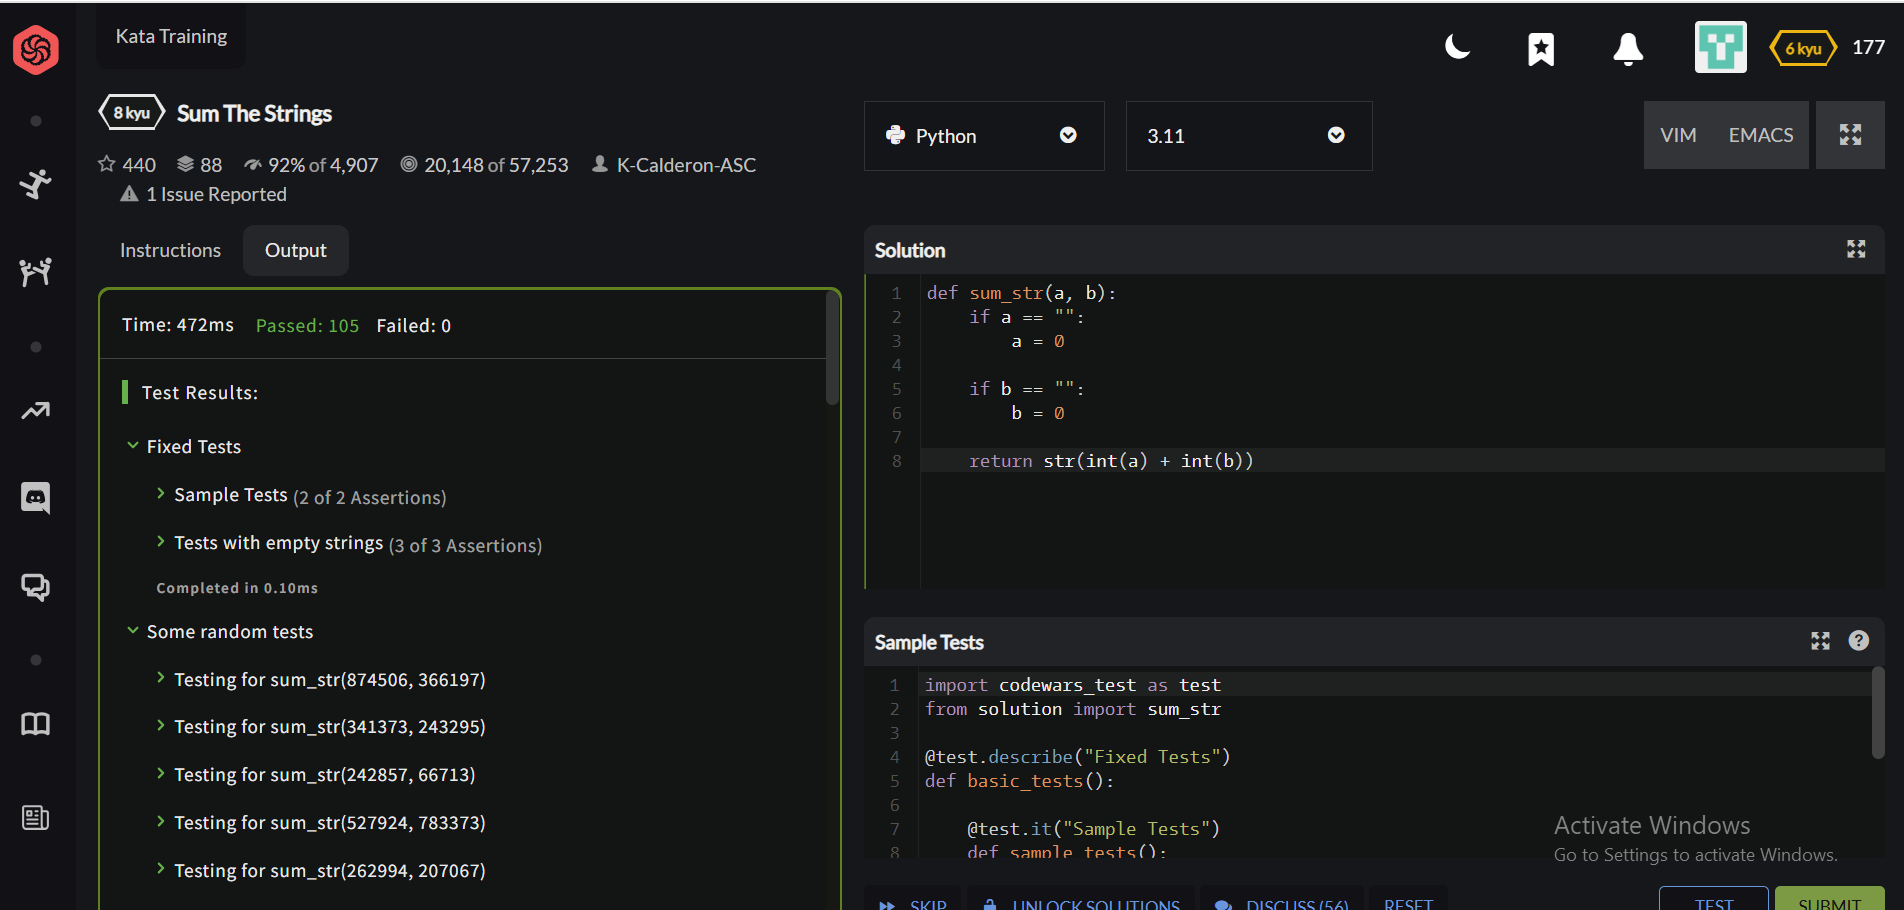 Kata Training
6 kyu 177
8 kyu Sum The Strings
440 88 92% of 4,907 20,148 of 57,253 K-Calderon-ASC
1 Issue Reported
Python
3.11
VIM EMACS
Instructions Output
Time: 472ms Passed: 105 Failed: 0
Test Results:
Fixed Tests
Sample Tests (2 of 2 Assertions)
Tests with empty strings (3 of 3 Assertions)
Completed in 0.10ms
Some random tests
Testing for sum_str(874506, 366197)
Testing for sum_str(341373, 243295)
Testing for sum_str(242857, 66713)
Testing for sum_str(527924, 783373)
Testing for sum_str(262994, 207067)
Solution
1 def sum_str(a, b):
2     if a == "":
3         a = 0
4
5     if b == "":
6         b = 0
7
8     return str(int(a) + int(b))
Sample Tests
1 import codewars_test as test
2 from solution import sum_str
3
4 @test.describe("Fixed Tests")
5 def basic_tests():
6
7     @test.it("Sample Tests")
8     def sample_tests():
Activate Windows
Go to Settings to activate Windows.
SKIP UNLOCK SOLUTIONS DISCUSS (56) RESET TEST SUBMIT